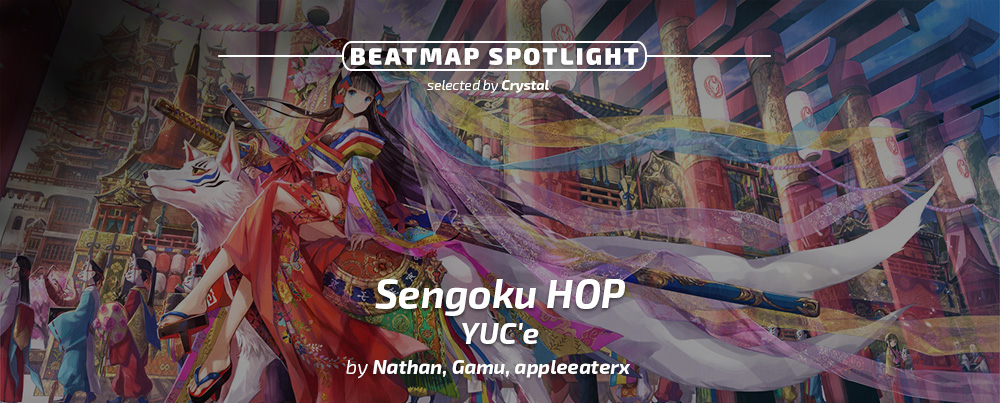 BEATMAP SPOTLIGHT
selected by Crystal
Sengoku HOP
YUC'e
by Nathan, Gamu, appleeaterx